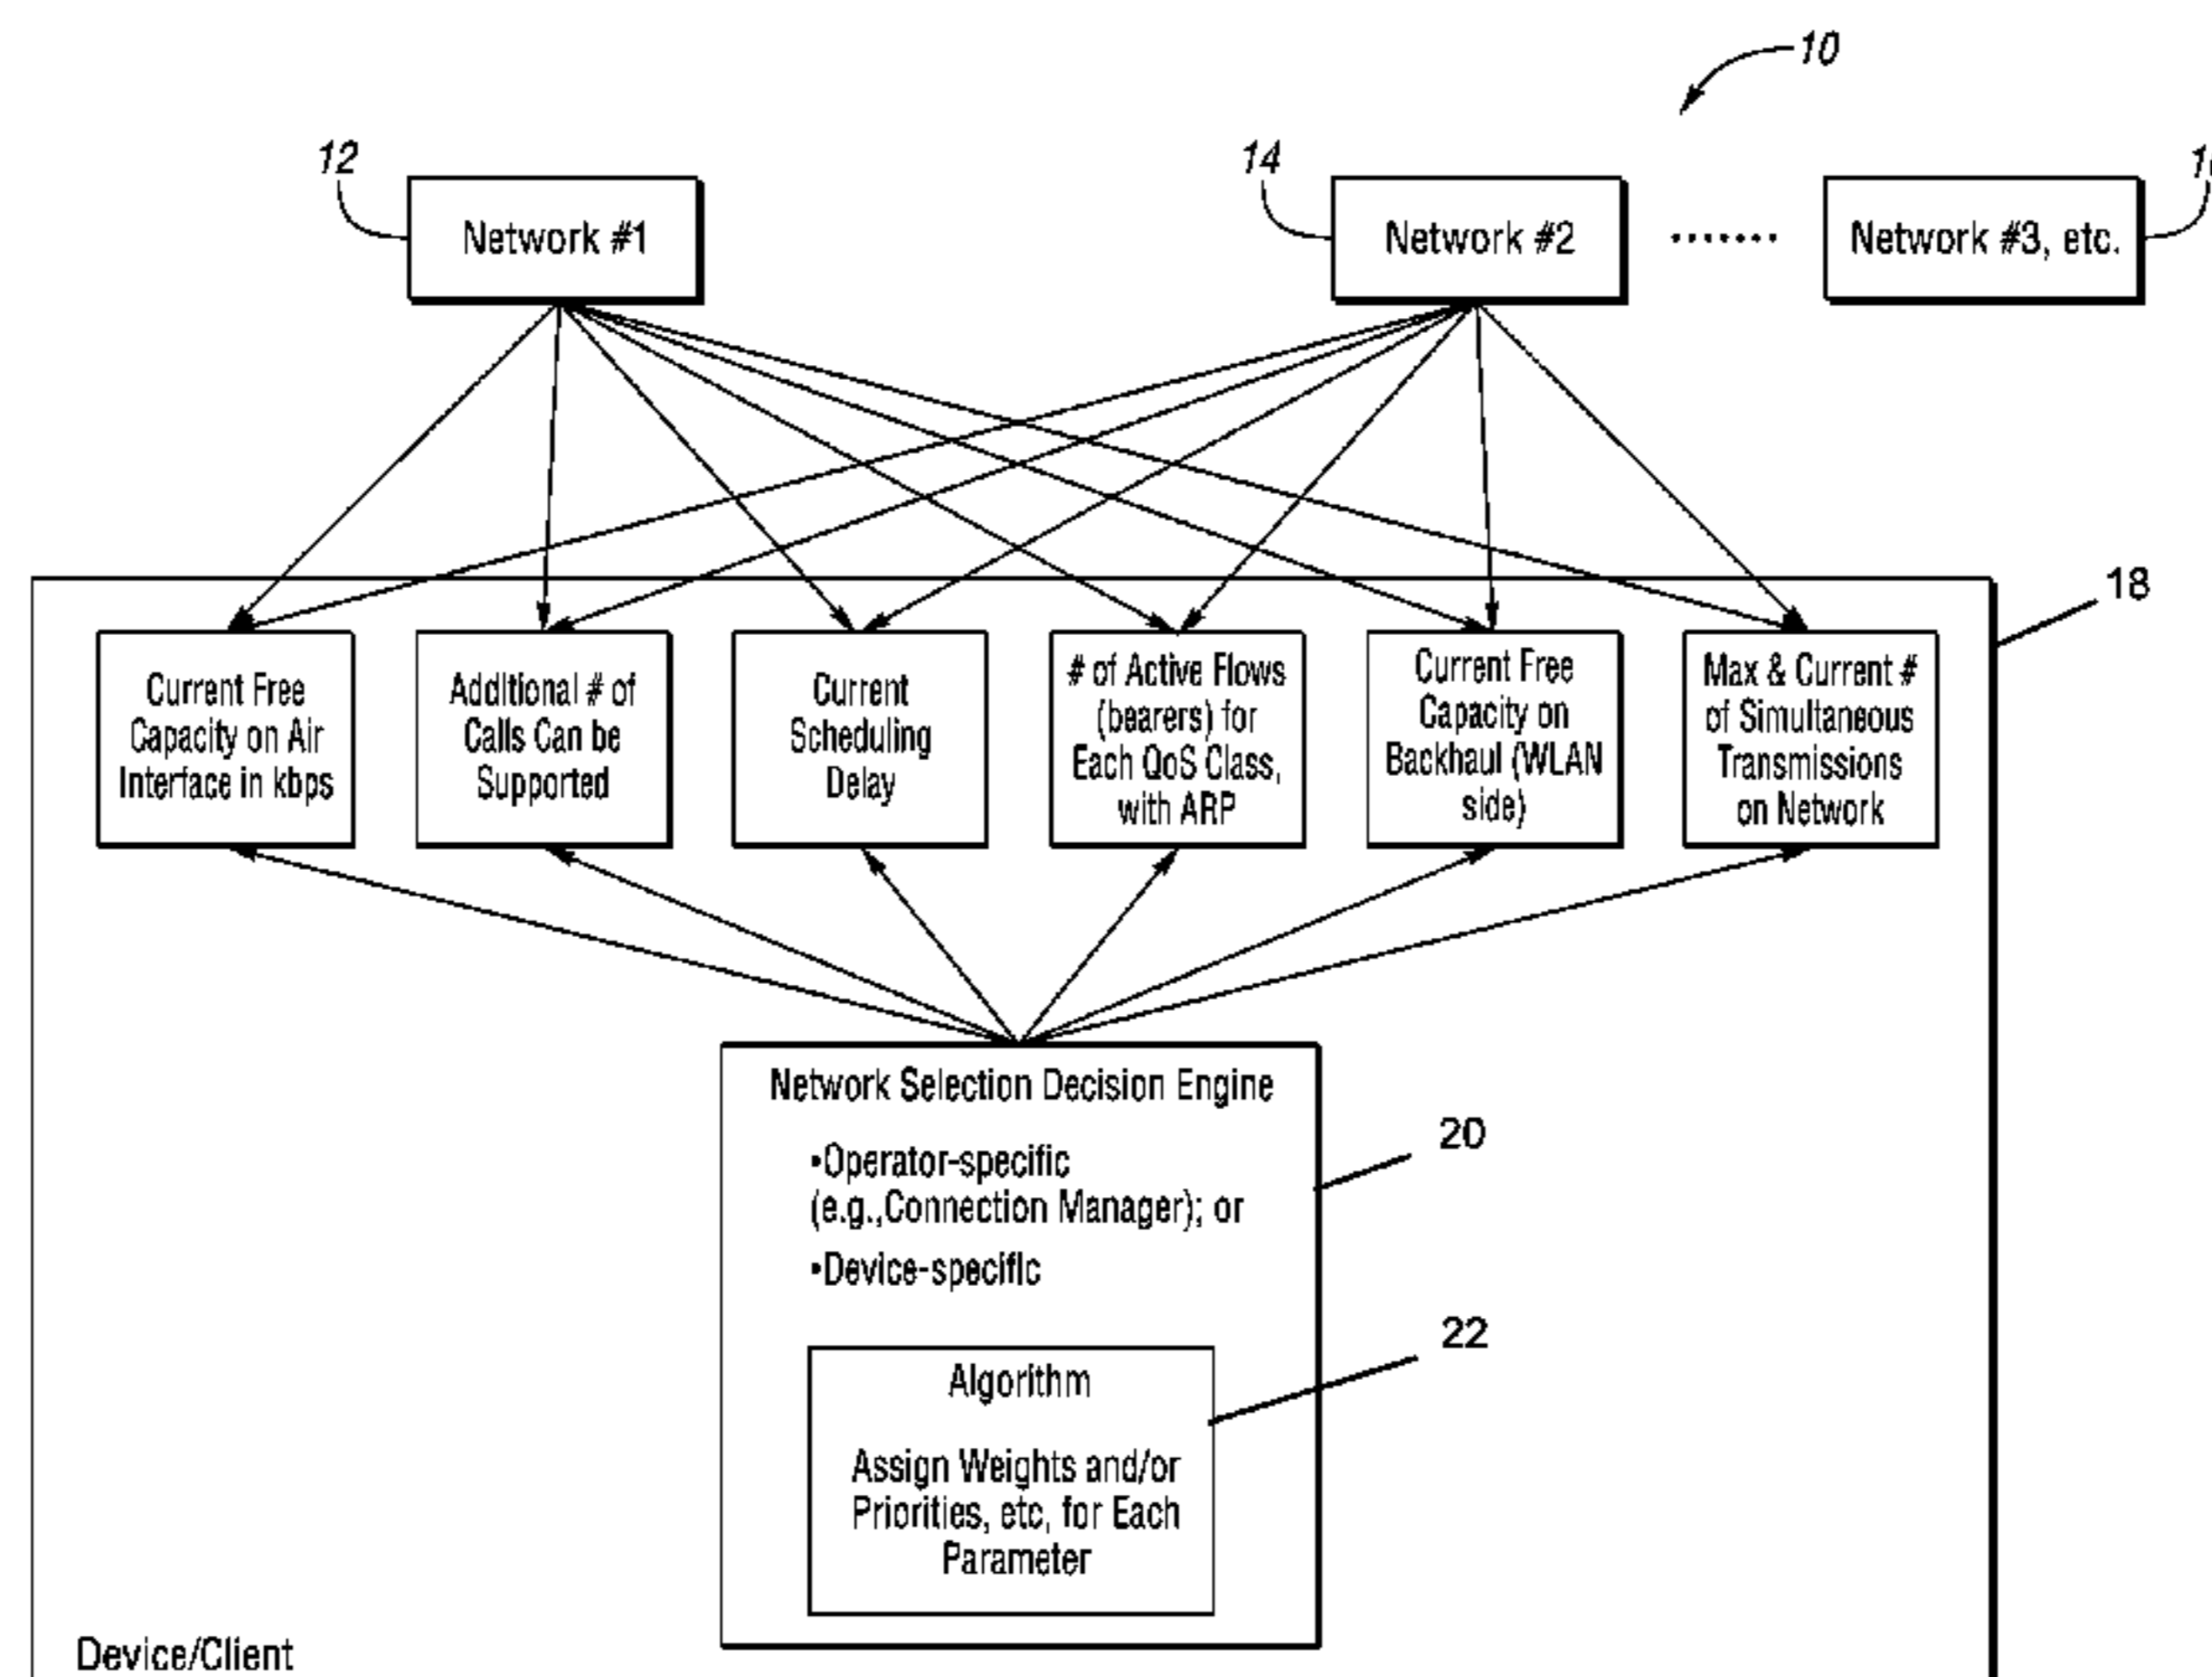 10
12
14
Network #1
Network #2
.......
Network #3, etc.
18
Current Free
Capacity on Air
Interface in kbps
Additional # of
Calls Can be
Supported
Current
Scheduling
Delay
# of Active Flows
(bearers) for
Each QoS Class,
with ARP
Current Free
Capacity on
Backhaul (WLAN
side)
Max & Current #
of Simultaneous
Transmissions
on Network
Network Selection Decision Engine
•Operator-specific
(e.g.,Connection Manager); or
•Device-specific
20
22
Algorithm
Assign Weights and/or
Priorities, etc, for Each
Parameter
Device/Client